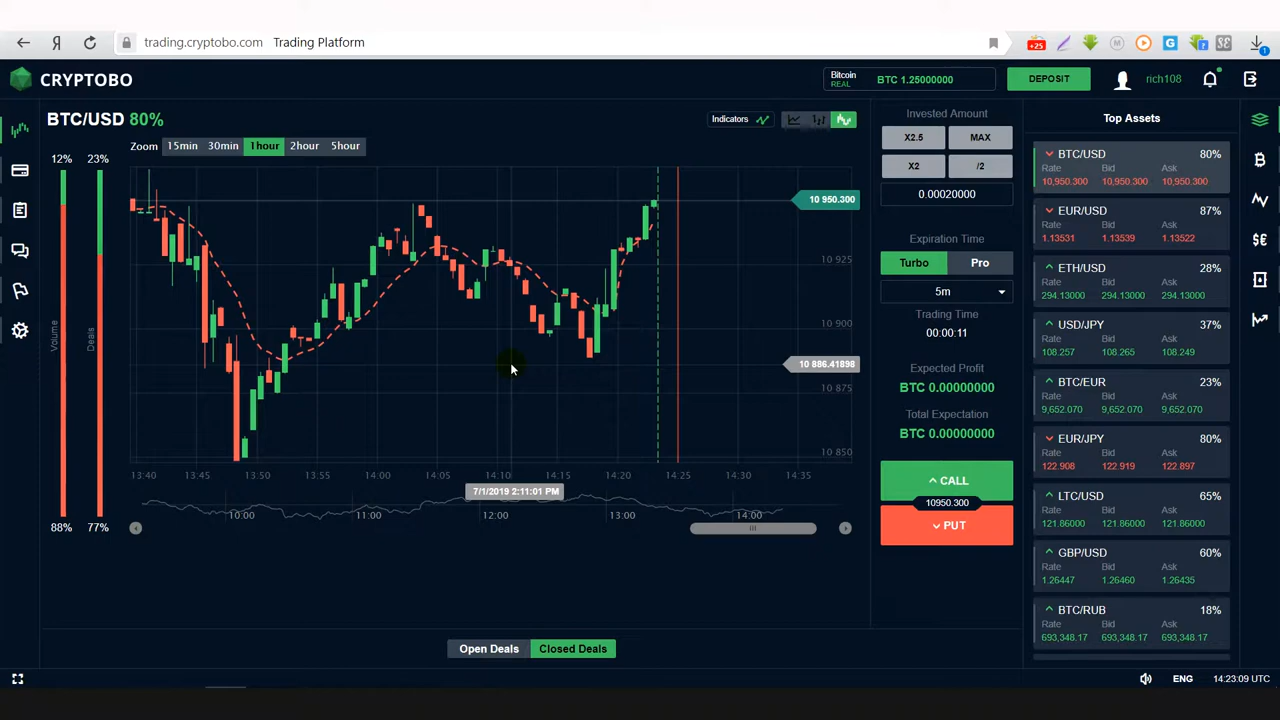 trading.cryptobo.com Trading Platform
+25
CRYPTOBO
Bitcoin
REAL
BTC 1.25000000
DEPOSIT
rich108
BTC/USD 80%
Indicators
Zoom 15min 30min 1hour 2hour 5hour
12% 23%
Volume
Deals
88% 77%
10 950.300
10 925
10 900
10 886.41898
10 875
10 850
13:40 13:50 13:55 14:00 14:05 14:10 14:15 14:20 14:25 14:30 14:35
7/1/2019 2:11:01 PM
10:00 11:00 12:00 13:00 14:00
Open Deals Closed Deals
Invested Amount
X2.5 MAX
X2 /2
0.00020000
Expiration Time
Turbo Pro
5m
Trading Time
00:00:11
Expected Profit
BTC 0.00000000
Total Expectation
BTC 0.00000000
CALL
10950.300
PUT
Top Assets
BTC/USD 80%
Rate Bid Ask
10,950.300 10,950.300 10,950.300
EUR/USD 87%
Rate Bid Ask
1.13531 1.13539 1.13522
ETH/USD 28%
Rate Bid Ask
294.13000 294.13000 294.13000
USD/JPY 37%
Rate Bid Ask
108.257 108.265 108.249
BTC/EUR 23%
Rate Bid Ask
9,652.070 9,652.070 9,652.070
EUR/JPY 80%
Rate Bid Ask
122.908 122.919 122.897
LTC/USD 65%
Rate Bid Ask
121.86000 121.86000 121.86000
GBP/USD 60%
Rate Bid Ask
1.26447 1.26460 1.26435
BTC/RUB 18%
Rate Bid Ask
693,348.17 693,348.17 693,348.17
ENG 14:23:09 UTC